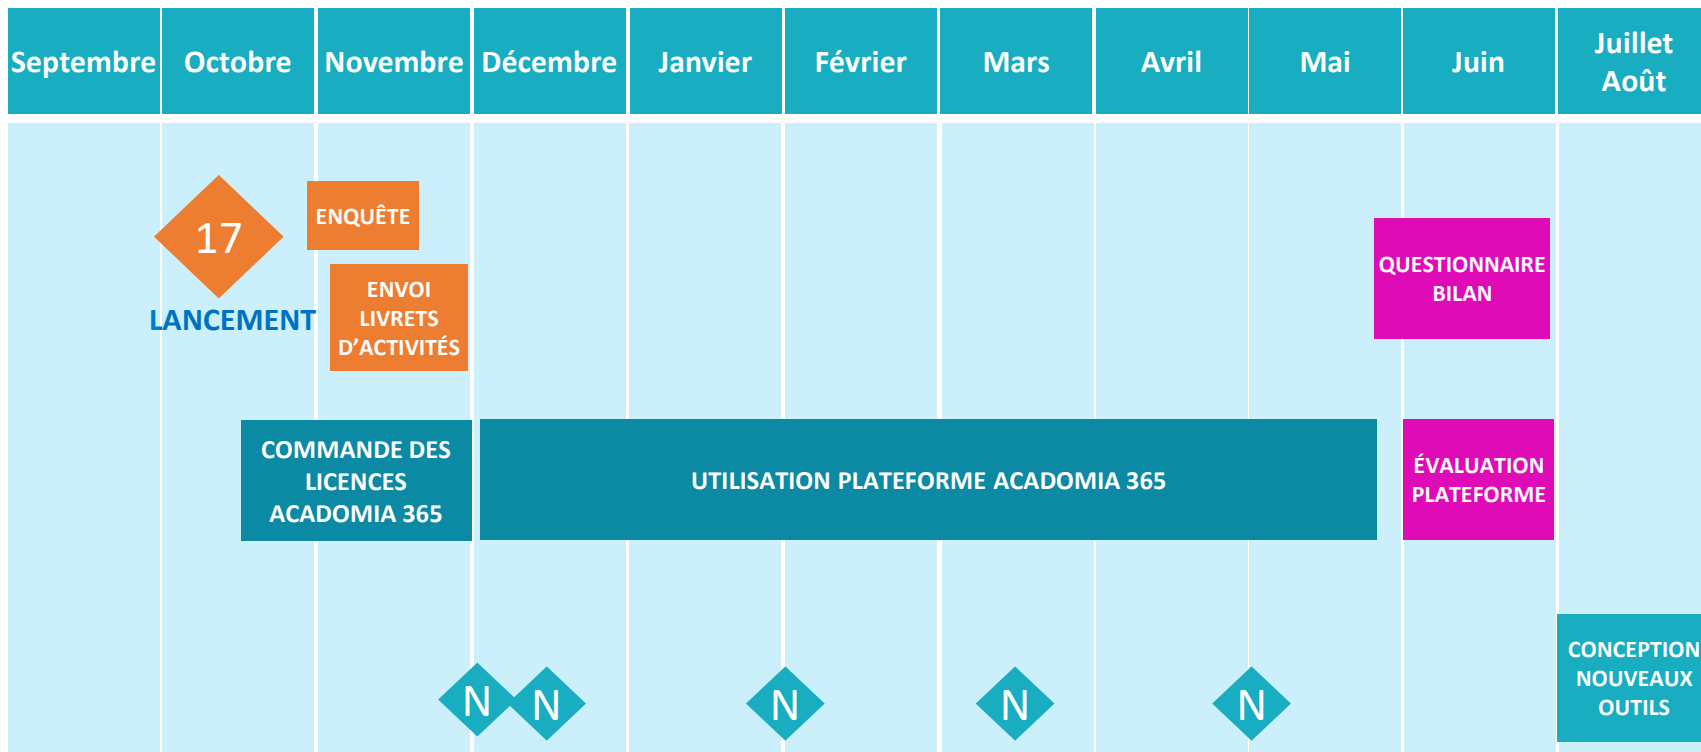 Septembre
Octobre
Novembre
Décembre
Janvier
Février
Mars
Avril
Mai
Juin
Juillet
Août
17
LANCEMENT
ENQUÊTE
ENVOI
LIVRETS
D’ACTIVITÉS
QUESTIONNAIRE
BILAN
COMMANDE DES
LICENCES
ACADOMIA 365
UTILISATION PLATEFORME ACADOMIA 365
ÉVALUATION
PLATEFORME
N
N
N
N
N
CONCEPTION
NOUVEAUX
OUTILS